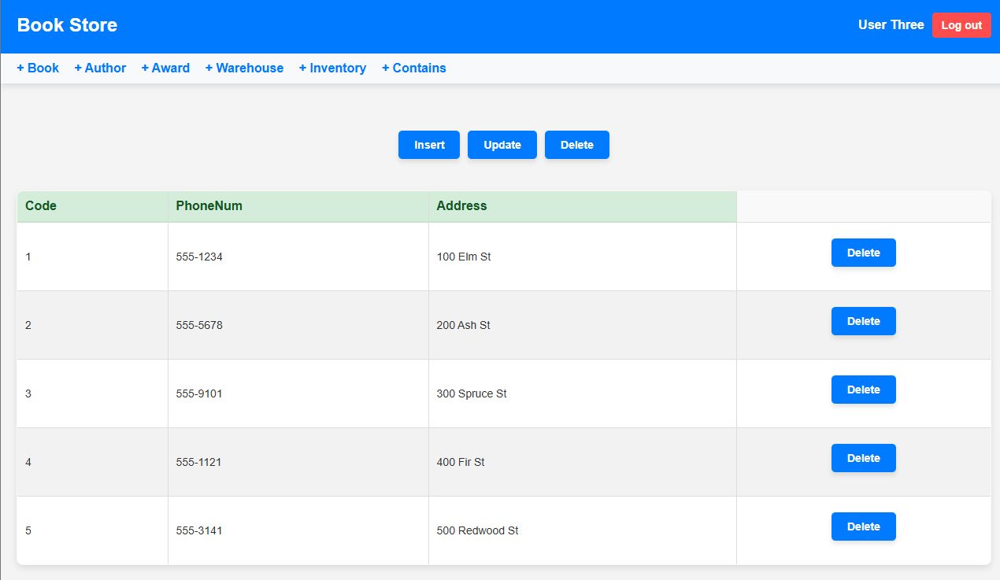 Book Store
User Three Log out
+ Book + Author + Award + Warehouse + Inventory + Contains
Insert Update Delete
Code PhoneNum Address
1 555-1234 100 Elm St Delete
2 555-5678 200 Ash St Delete
3 555-9101 300 Spruce St Delete
4 555-1121 400 Fir St Delete
5 555-3141 500 Redwood St Delete